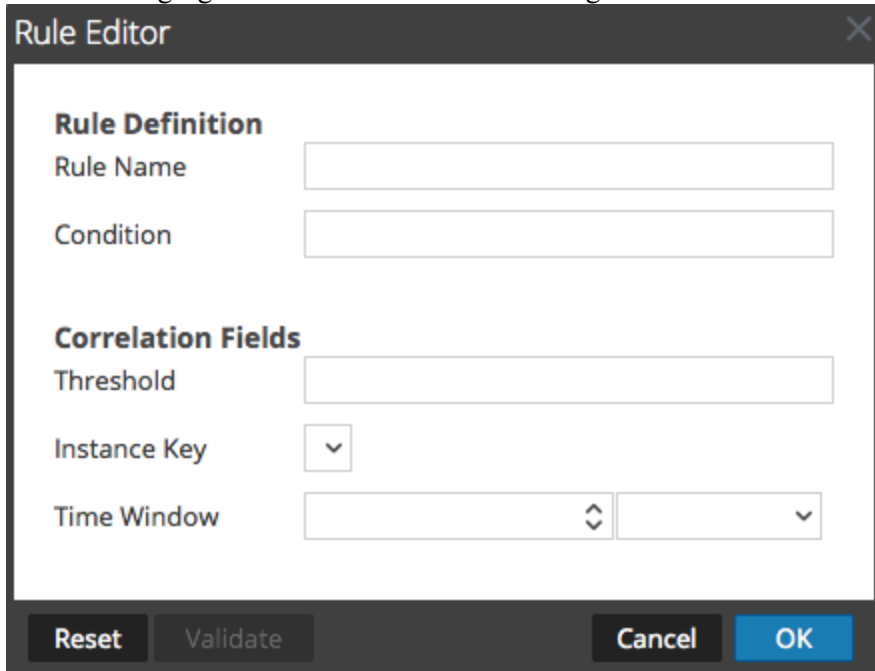 Rule Editor
Rule Definition
Rule Name
Condition
Correlation Fields
Threshold
Instance Key
Time Window
Reset Validate Cancel OK